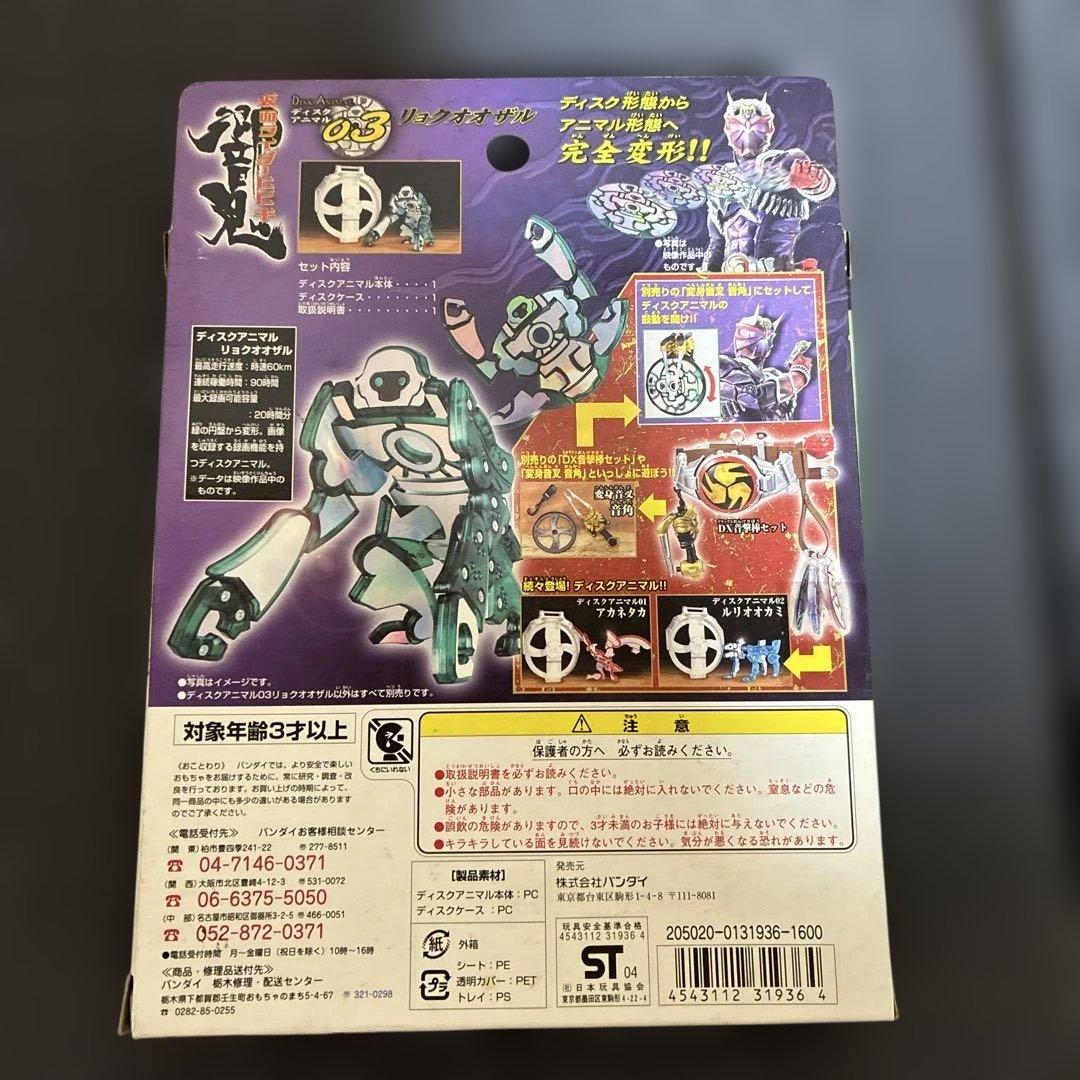 仮面ライダーヒビキ
響鬼
DISK ANIMAL
ディスクアニマル
03
リョクオオザル
ディスク形態から
アニマル形態へ
完全変形!!
●写真は
映像作品中の
ものです。
セット内容
ディスクアニマル本体・・・・1
ディスクケース・・・・・・・1
取扱説明書・・・・・・・・・1
ディスクアニマル
リョクオオザル
最高走行速度：時速60km
連続稼働時間：90時間
最大録画可能容量
：20時間分
緑の円盤から変形。画像
を収録する録画機能を持
つディスクアニマル。
※データは映像作品中の
ものです。
別売りの「変身音叉 音角」にセットして
ディスクアニマルの
鼓動を聞け!!
別売りの「DX音撃棒セット」や
「変身音叉 音角」といっしょに遊ぼう!!
変身音叉
音角
DX音撃棒セット
続々登場! ディスクアニマル!!
ディスクアニマル01
アカネタカ
ディスクアニマル02
ルリオオカミ
●写真はイメージです。
●ディスクアニマル03リョクオオザル以外はすべて別売りです。
対象年齢3才以上
くちにいれない
《おことわり》 バンダイでは、より安全で楽しい
おもちゃをお届けするために、常に研究・調査・改
良を行っております。お買い上げの時期によって、
同一商品の中にも多少の違いがある場合があります
のでご了承ください。
≪電話受付先≫ バンダイお客様相談センター
(関 東)柏市豊四季241-22 〒277-8511
☎ 04-7146-0371
(関 西)大阪市北区豊崎4-12-3 〒531-0072
☎ 06-6375-5050
(中 部)名古屋市昭和区御器所3-2-5 〒466-0051
☎ 052-872-0371
●電話受付時間 月～金曜日(祝日を除く)10時～16時
≪商品・修理品送付先≫
バンダイ 栃木修理・配送センター
栃木県下都賀郡壬生町おもちゃのまち5-4-67 〒321-0298
☎ 0282-85-0255
⚠ 注意
保護者の方へ 必ずお読みください。
●取扱説明書を必ずお読みください。
●小さな部品があります。口の中には絶対に入れないでください。窒息などの危
険があります。
●誤飲の危険がありますので、3才未満のお子様には絶対に与えないでください。
●キラキラしている面を見続けないでください。気分が悪くなる恐れがあります。
【製品素材】
ディスクアニマル本体：PC
ディスクケース：PC
紙 外箱
プラ
シート：PE
透明カバー：PET
トレイ：PS
発売元
株式会社バンダイ
東京都台東区駒形1-4-8 〒111-8081
玩具安全基準合格
4543112 31936 4
ST 04
社 日本玩具協会
東京都墨田区東駒形4-22-4
205020-0131936-1600
4543112 31936 4